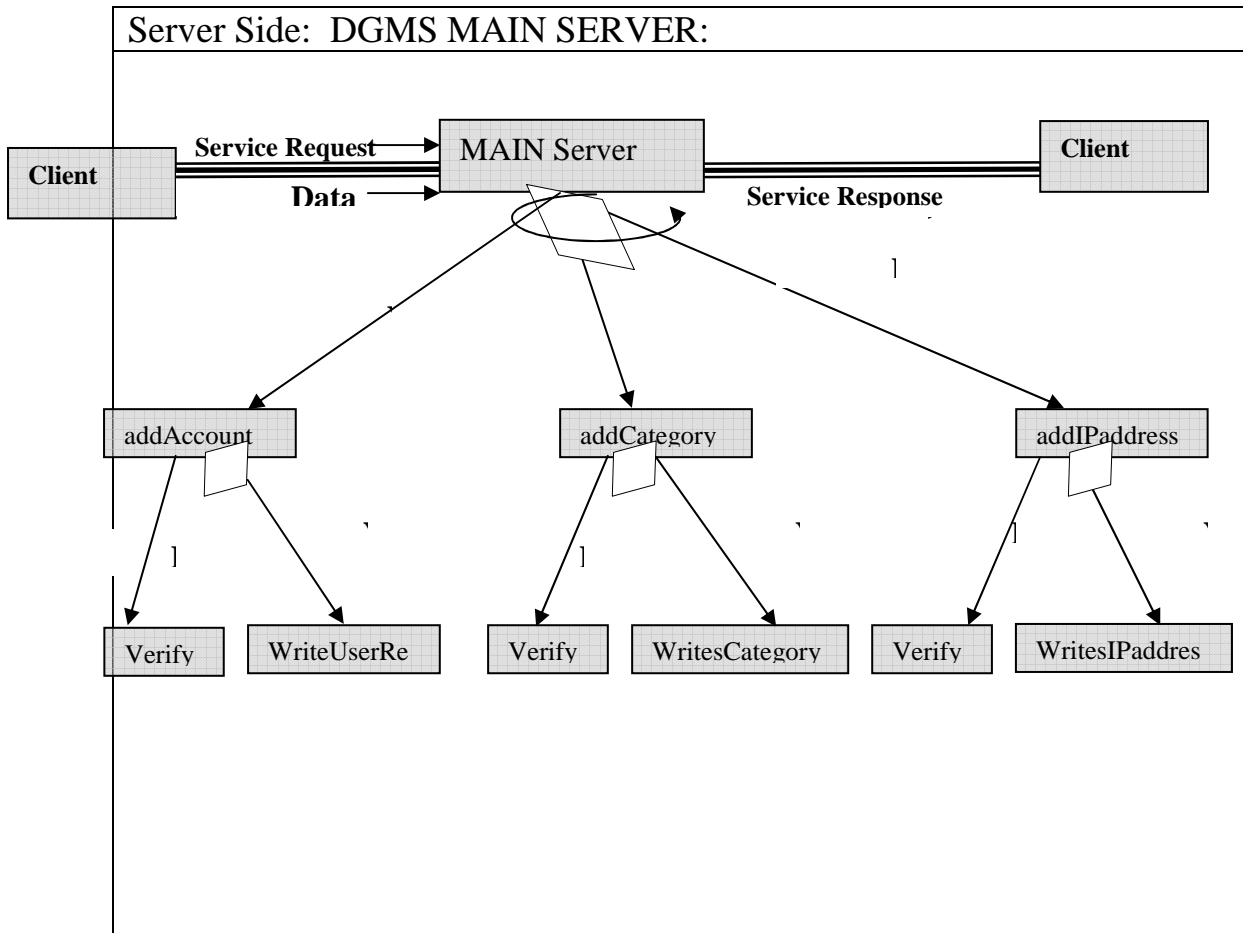 Server Side: DGMS MAIN SERVER:
Service Request
MAIN Server
Client
Client
Data
Service Response
addAccount
addCategory
addIPaddress
Verify
WriteUserRe
Verify
WritesCategory
Verify
WritesIPaddres